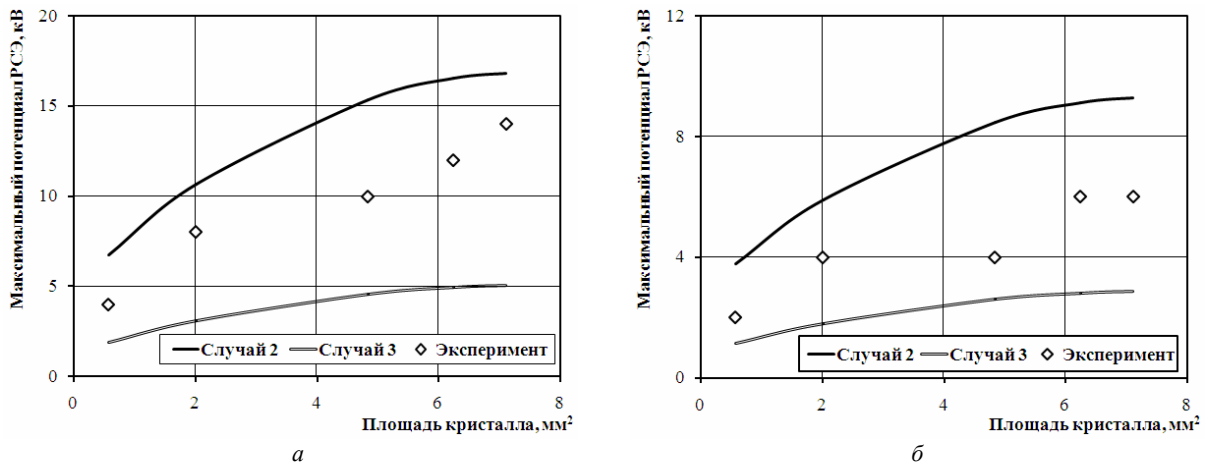 Максимальный потенциал РСЭ, кВ
20
15
10
5
0
0 2 4 6 8
Случай 2 Случай 3 Эксперимент
Площадь кристалла, мм²
а
Максимальный потенциал РСЭ, кВ
12
8
4
0
0 2 4 6 8
Случай 2 Случай 3 Эксперимент
Площадь кристалла, мм²
б